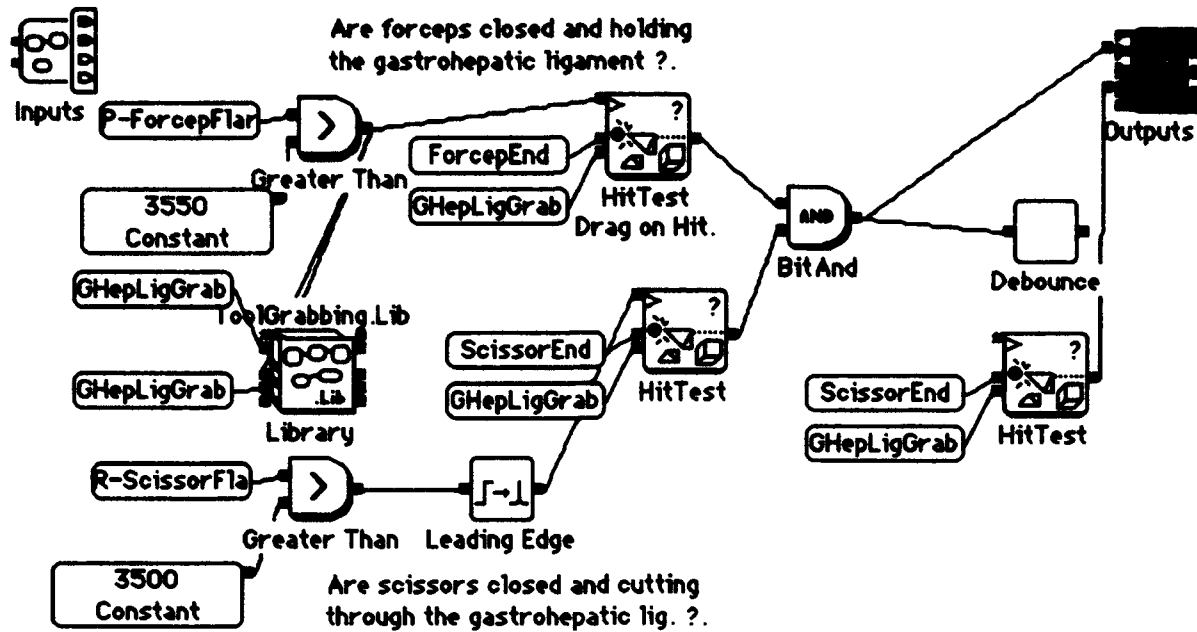 Are forceps closed and holding
the gastrohepatic ligament ?.
Inputs
P-ForcepFlar
>
Greater Than
3550
Constant
ForcepEnd
GHepLigGrab
?
HitTest
Drag on Hit.
AND
BitAnd
Outputs
Debounce
GHepLigGrab
ToolGrabbing.Lib
GHepLigGrab
.Lib
Library
ScissorEnd
GHepLigGrab
?
HitTest
ScissorEnd
GHepLigGrab
?
HitTest
R-ScissorFla
>
Greater Than
Leading Edge
3500
Constant
Are scissors closed and cutting
through the gastrohepatic lig. ?.